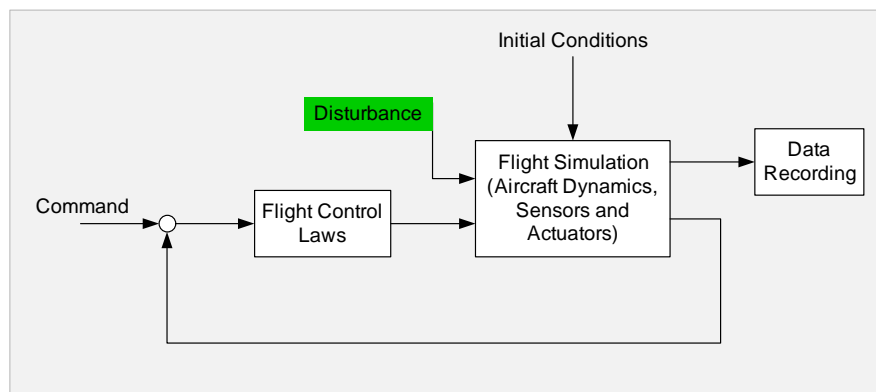 Initial Conditions
Disturbance
Flight Simulation
(Aircraft Dynamics,
Sensors and
Actuators)
Data
Recording
Command
Flight Control
Laws